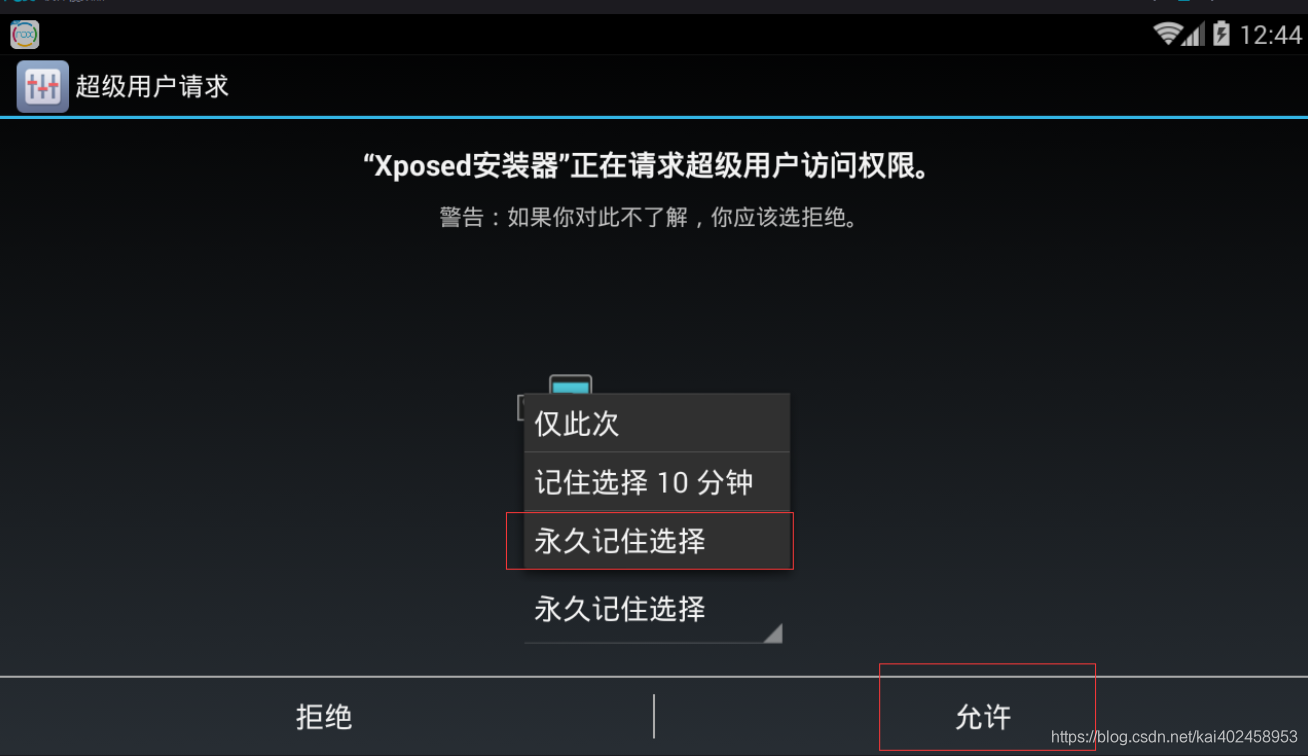 12:44
超级用户请求
“Xposed安装器”正在请求超级用户访问权限。
警告：如果你对此不了解，你应该选拒绝。
仅此次
记住选择 10 分钟
永久记住选择
永久记住选择
拒绝
允许
https://blog.csdn.net/kai402458953